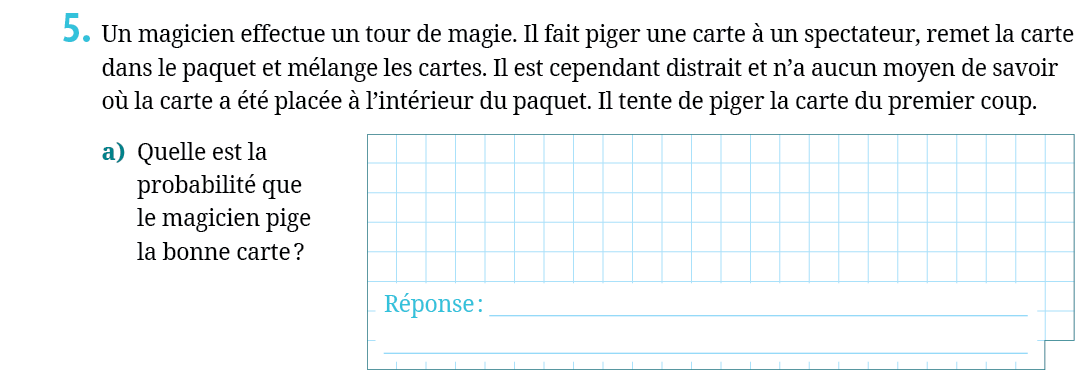 5. Un magicien effectue un tour de magie. Il fait piger une carte à un spectateur, remet la carte
dans le paquet et mélange les cartes. Il est cependant distrait et n’a aucun moyen de savoir
où la carte a été placée à l’intérieur du paquet. Il tente de piger la carte du premier coup.
a) Quelle est la
probabilité que
le magicien pige
la bonne carte ?
Réponse :